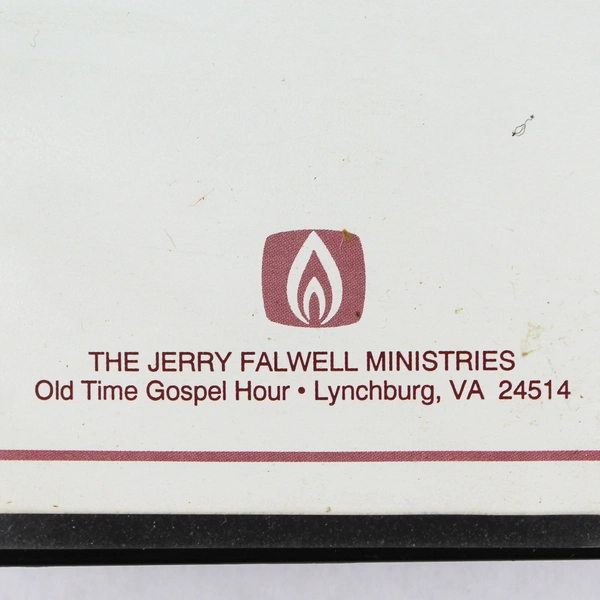 THE JERRY FALWELL MINISTRIES
Old Time Gospel Hour • Lynchburg, VA 24514